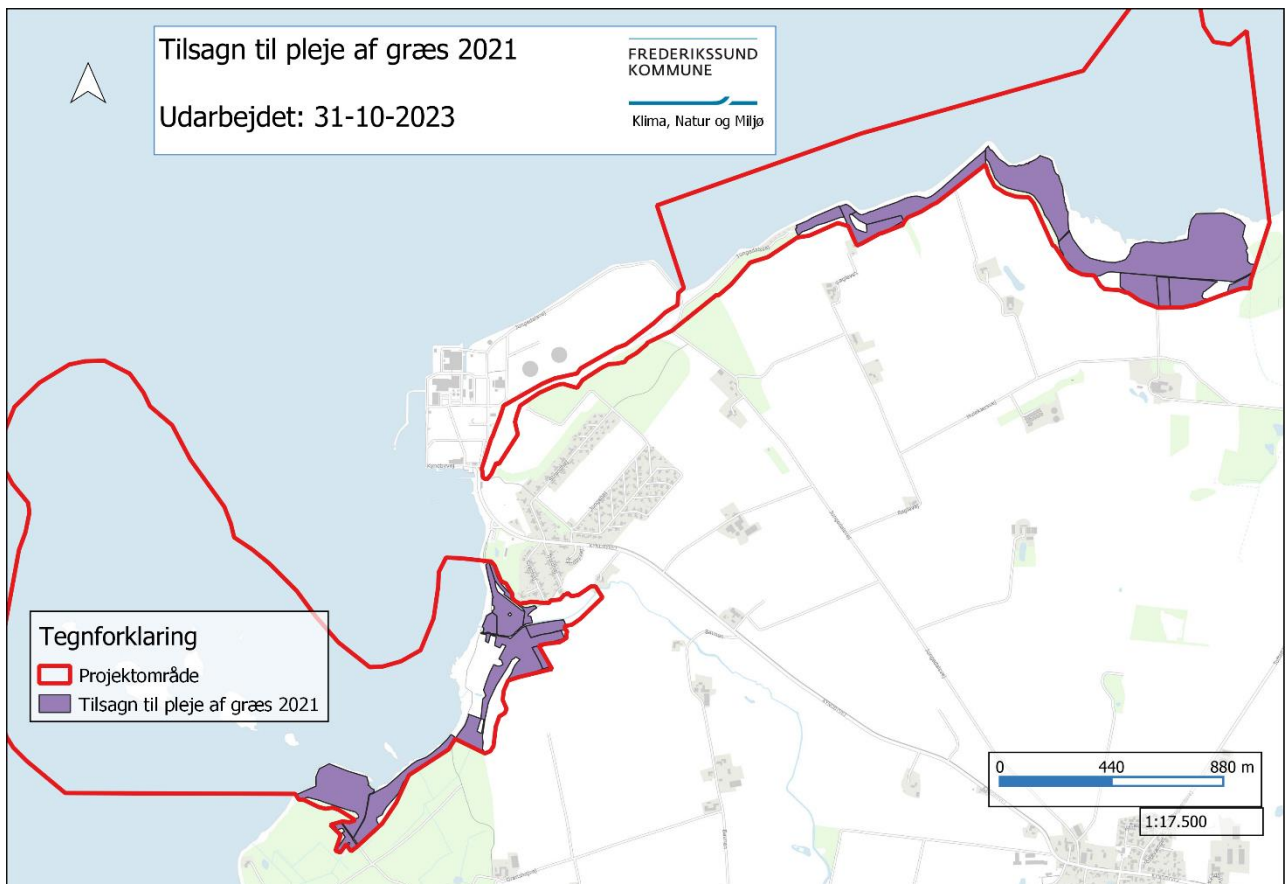 Tilsagn til pleje af græs 2021
Udarbejdet: 31-10-2023
FREDERIKSSUND
KOMMUNE
Klima, Natur og Miljø
Tegnforklaring
Projektområde
Tilsagn til pleje af græs 2021
0 440 880 m
1:17.500